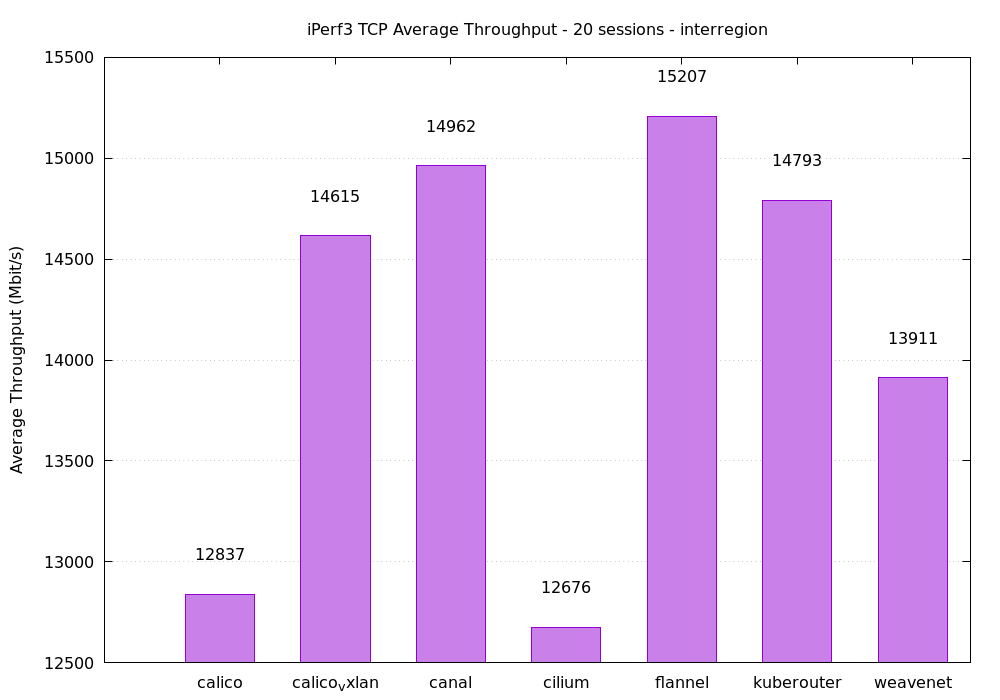 iPerf3 TCP Average Throughput - 20 sessions - interregion
Average Throughput (Mbit/s)
15500
15000
14500
14000
13500
13000
12500
12837
14615
14962
12676
15207
14793
13911
calico
calicovxlan
canal
cilium
flannel
kuberouter
weavenet